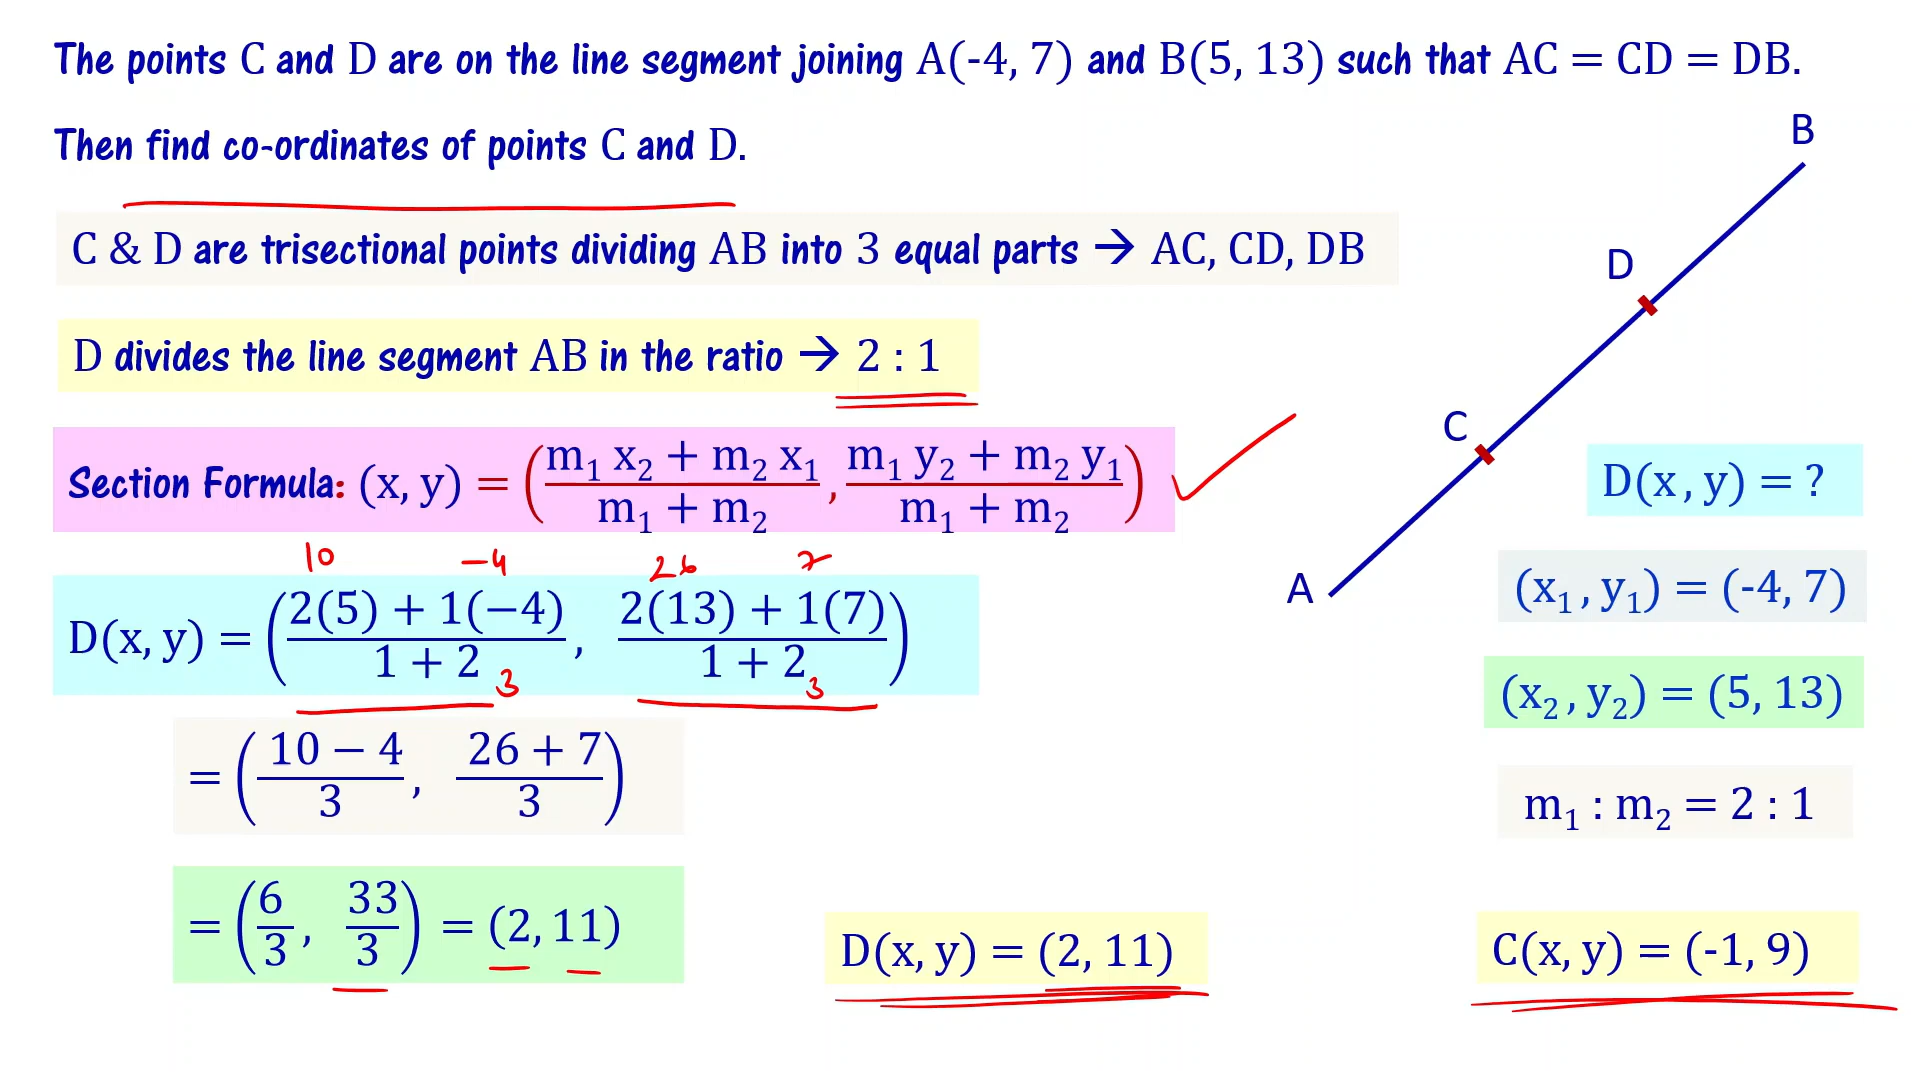 The points C and D are on the line segment joining A(-4, 7) and B(5, 13) such that AC = CD = DB.
Then find co-ordinates of points C and D.
C & D are trisectional points dividing AB into 3 equal parts → AC, CD, DB
D divides the line segment AB in the ratio → 2 : 1
Section Formula: (x, y) = ( (m₁ x₂ + m₂ x₁)/(m₁ + m₂) , (m₁ y₂ + m₂ y₁)/(m₁ + m₂) )
10 −4 26 7
D(x, y) = ( (2(5) + 1(−4))/(1 + 2) , (2(13) + 1(7))/(1 + 2) )
3 3
= ( (10 − 4)/3 , (26 + 7)/3 )
= ( 6/3 , 33/3 ) = (2, 11)
D(x, y) = (2, 11)
B
D
C
A
D(x , y) = ?
(x₁ , y₁) = (-4, 7)
(x₂ , y₂) = (5, 13)
m₁ : m₂ = 2 : 1
C(x, y) = (-1, 9)